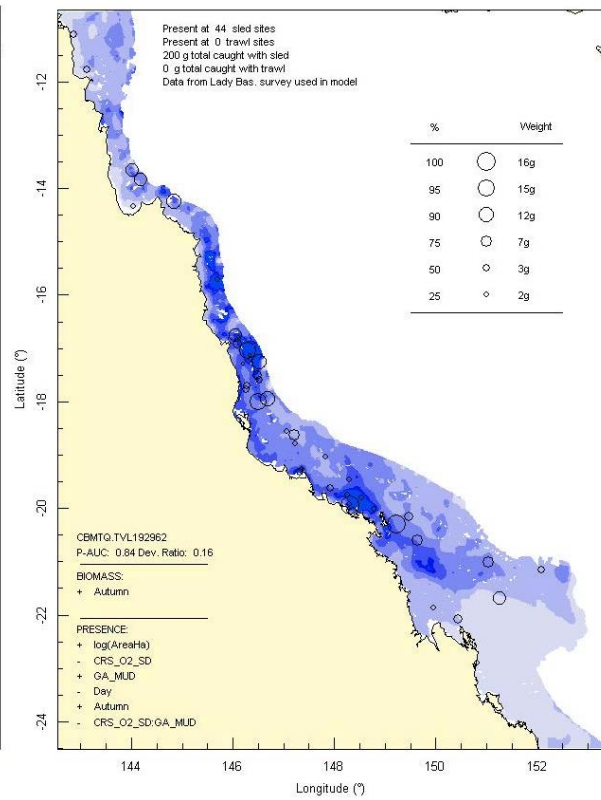 Present at 44 sled sites
Present at 0 trawl sites
200 g total caught with sled
0 g total caught with trawl
Data from Lady Bas. survey used in model
% Weight
100 16g
95 15g
90 12g
75 7g
50 3g
25 2g
-12
-14
-16
-18
-20
-22
-24
Latitude (°)
CBMTQ.TVL192962
P-AUC: 0.84 Dev. Ratio: 0.16
BIOMASS:
+ Autumn
PRESENCE:
+ log(AreaHa)
- CRS_O2_SD
+ GA_MUD
- Day
+ Autumn
- CRS_O2_SD:GA_MUD
144 146 148 150 152
Longitude (°)